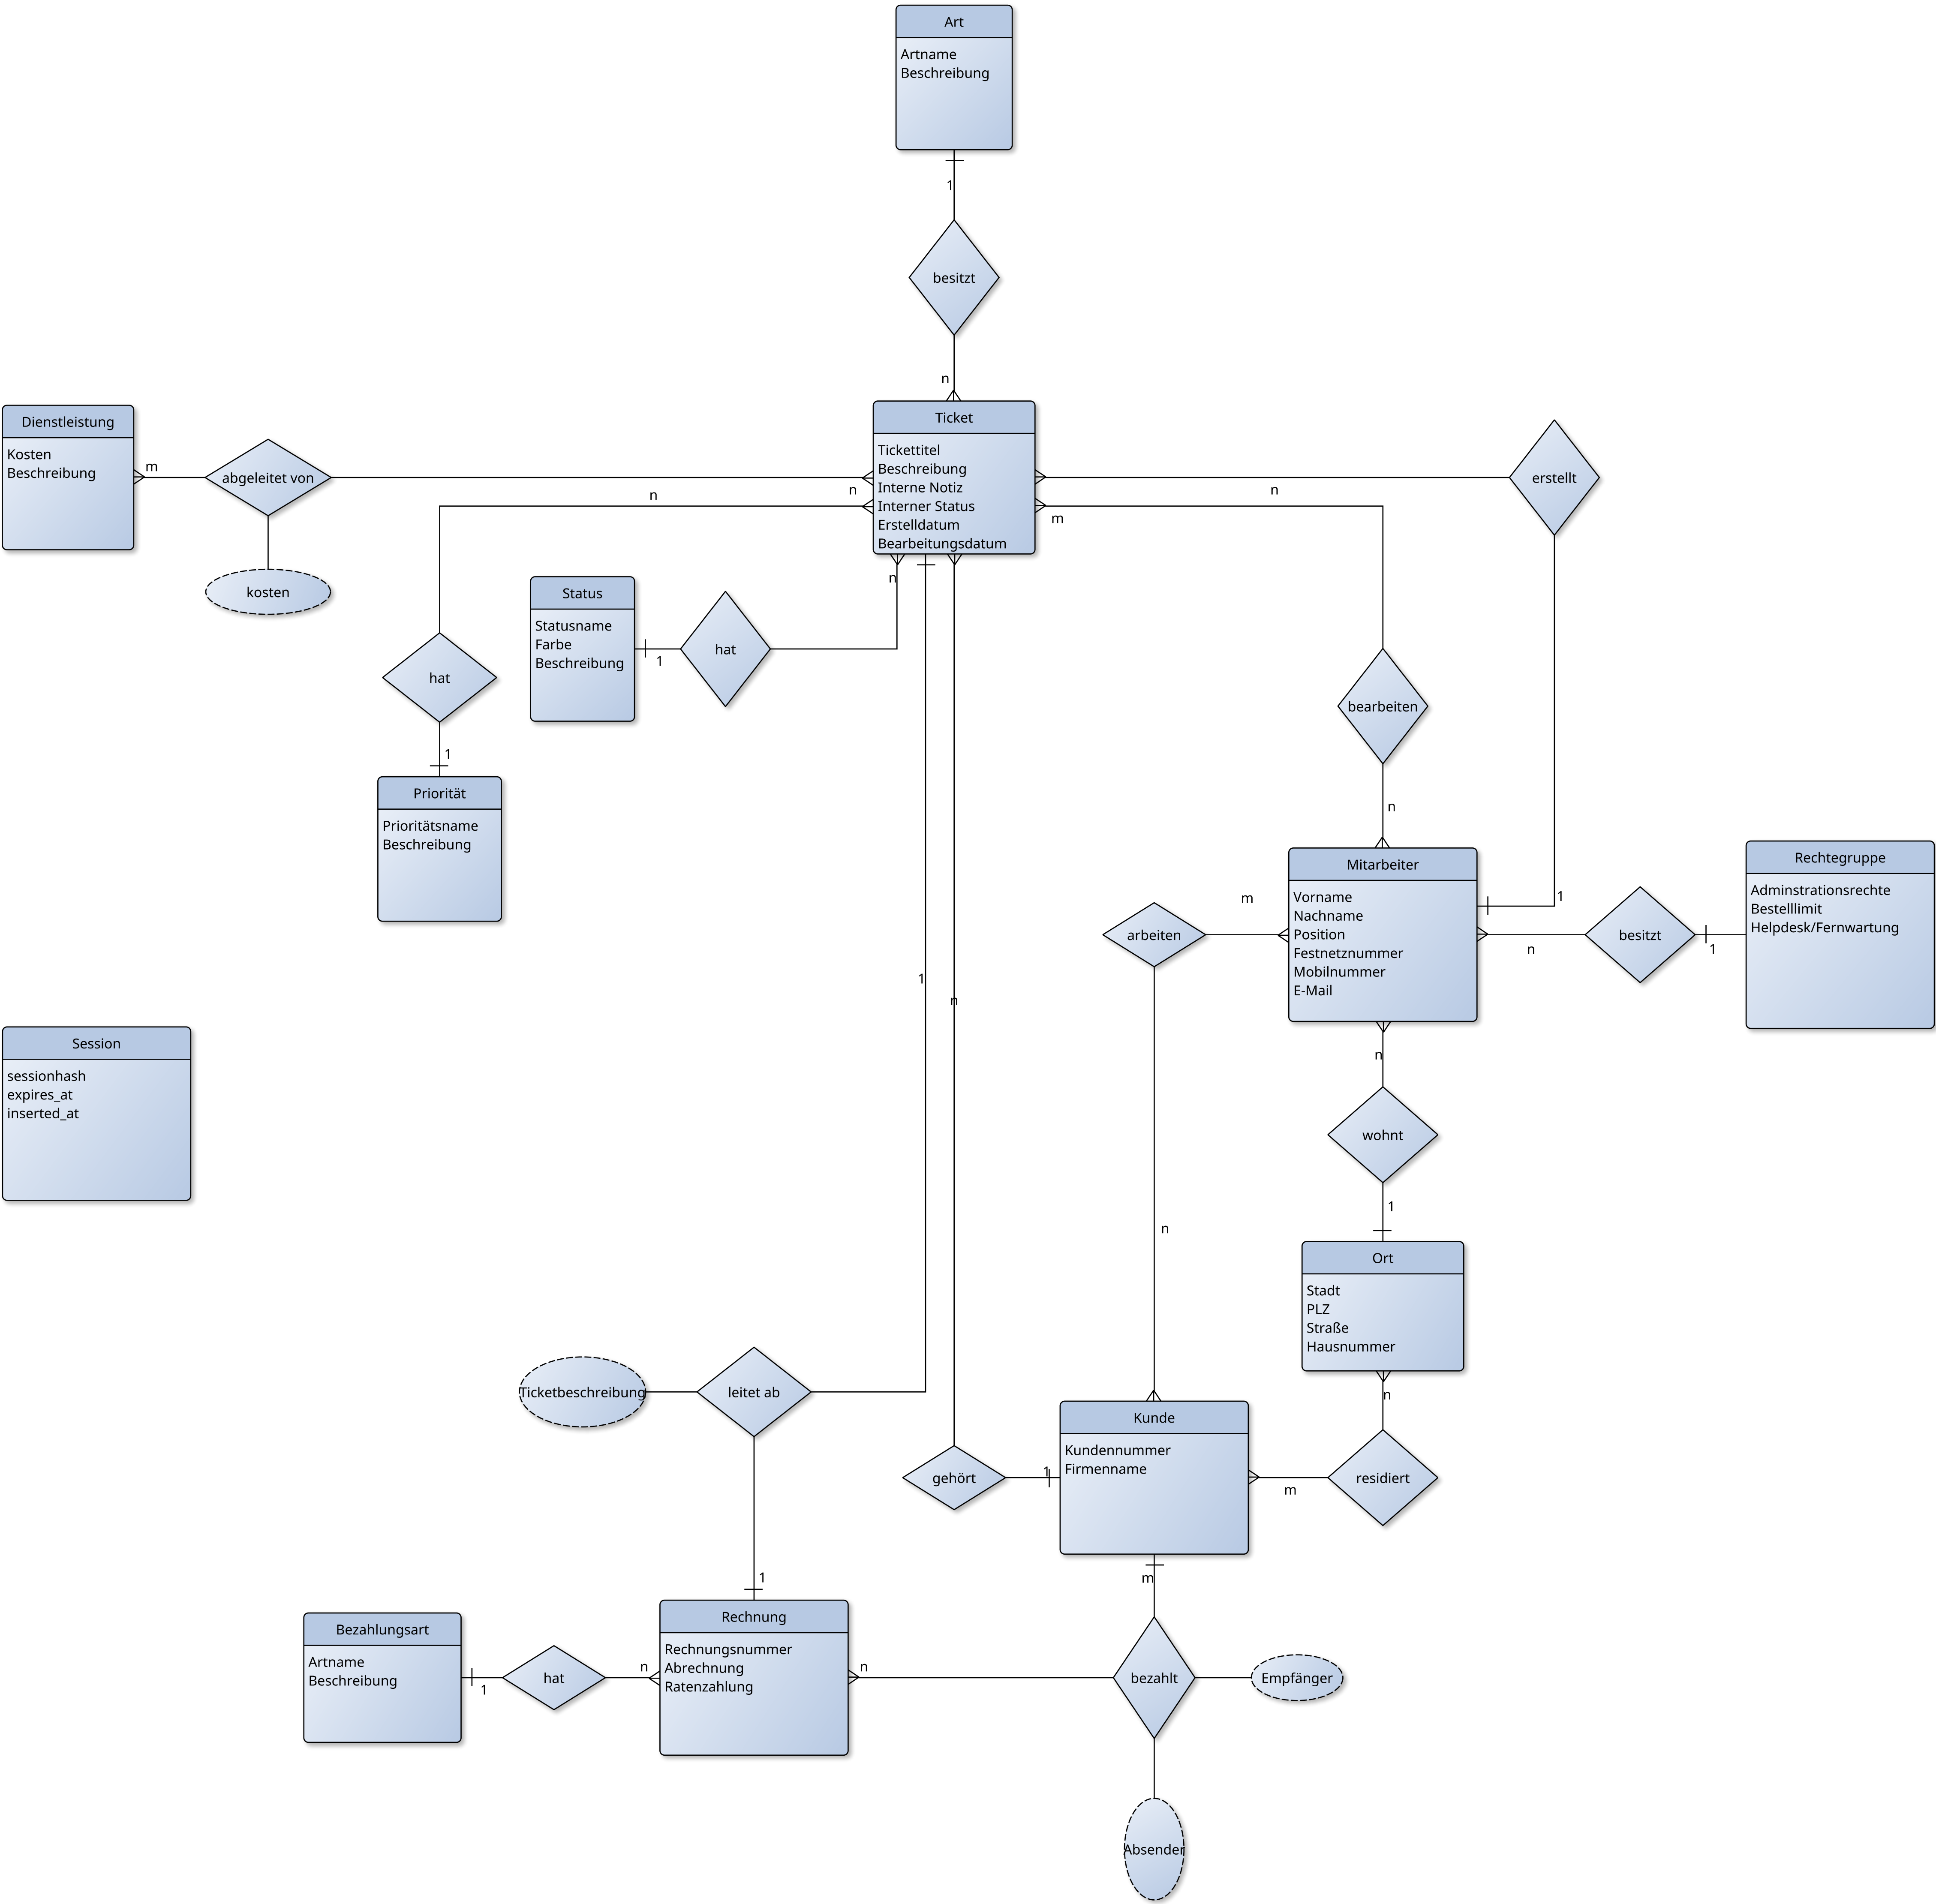 Art
Artname
Beschreibung
1
besitzt
n
Dienstleistung
Kosten
Beschreibung
m
abgeleitet von
kosten
n
n
Ticket
Tickettitel
Beschreibung
Interne Notiz
Interner Status
Erstelldatum
Bearbeitungsdatum
n
m
erstellt
n
Status
Statusname
Farbe
Beschreibung
1
hat
hat
1
Priorität
Prioritätsname
Beschreibung
bearbeiten
n
Mitarbeiter
Vorname
Nachname
Position
Festnetznummer
Mobilnummer
E-Mail
1
m
arbeiten
n
besitzt
1
Rechtegruppe
Adminstrationsrechte
Bestelllimit
Helpdesk/Fernwartung
1
n
Session
sessionhash
expires_at
inserted_at
n
wohnt
1
n
Ort
Stadt
PLZ
Straße
Hausnummer
n
Ticketbeschreibung
leitet ab
Kunde
Kundennummer
Firmenname
gehört
1
m
residiert
1
m
Bezahlungsart
Artname
Beschreibung
1
hat
n
Rechnung
Rechnungsnummer
Abrechnung
Ratenzahlung
n
bezahlt
Empfänger
Absender